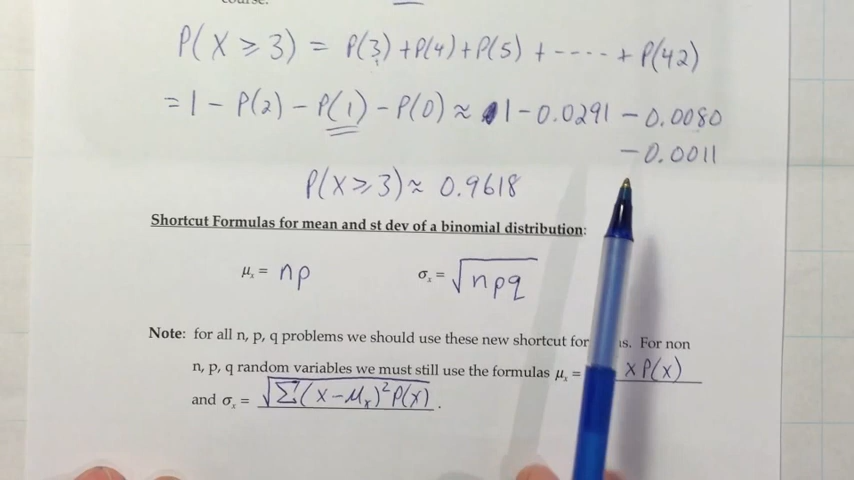 course.
P(X ≥ 3) = P(3) + P(4) + P(5) + ---- + P(42)
= 1 - P(2) - P(1) - P(0) ≈ 1 - 0.0291 - 0.0080
- 0.0011
P(X ≥ 3) ≈ 0.9618
Shortcut Formulas for mean and st dev of a binomial distribution:
μₓ = np σₓ = √npq
Note: for all n, p, q problems we should use these new shortcut for s. For non
n, p, q random variables we must still use the formulas μₓ = x P(x)
and σₓ = √Σ(x-μₓ)²P(x) .